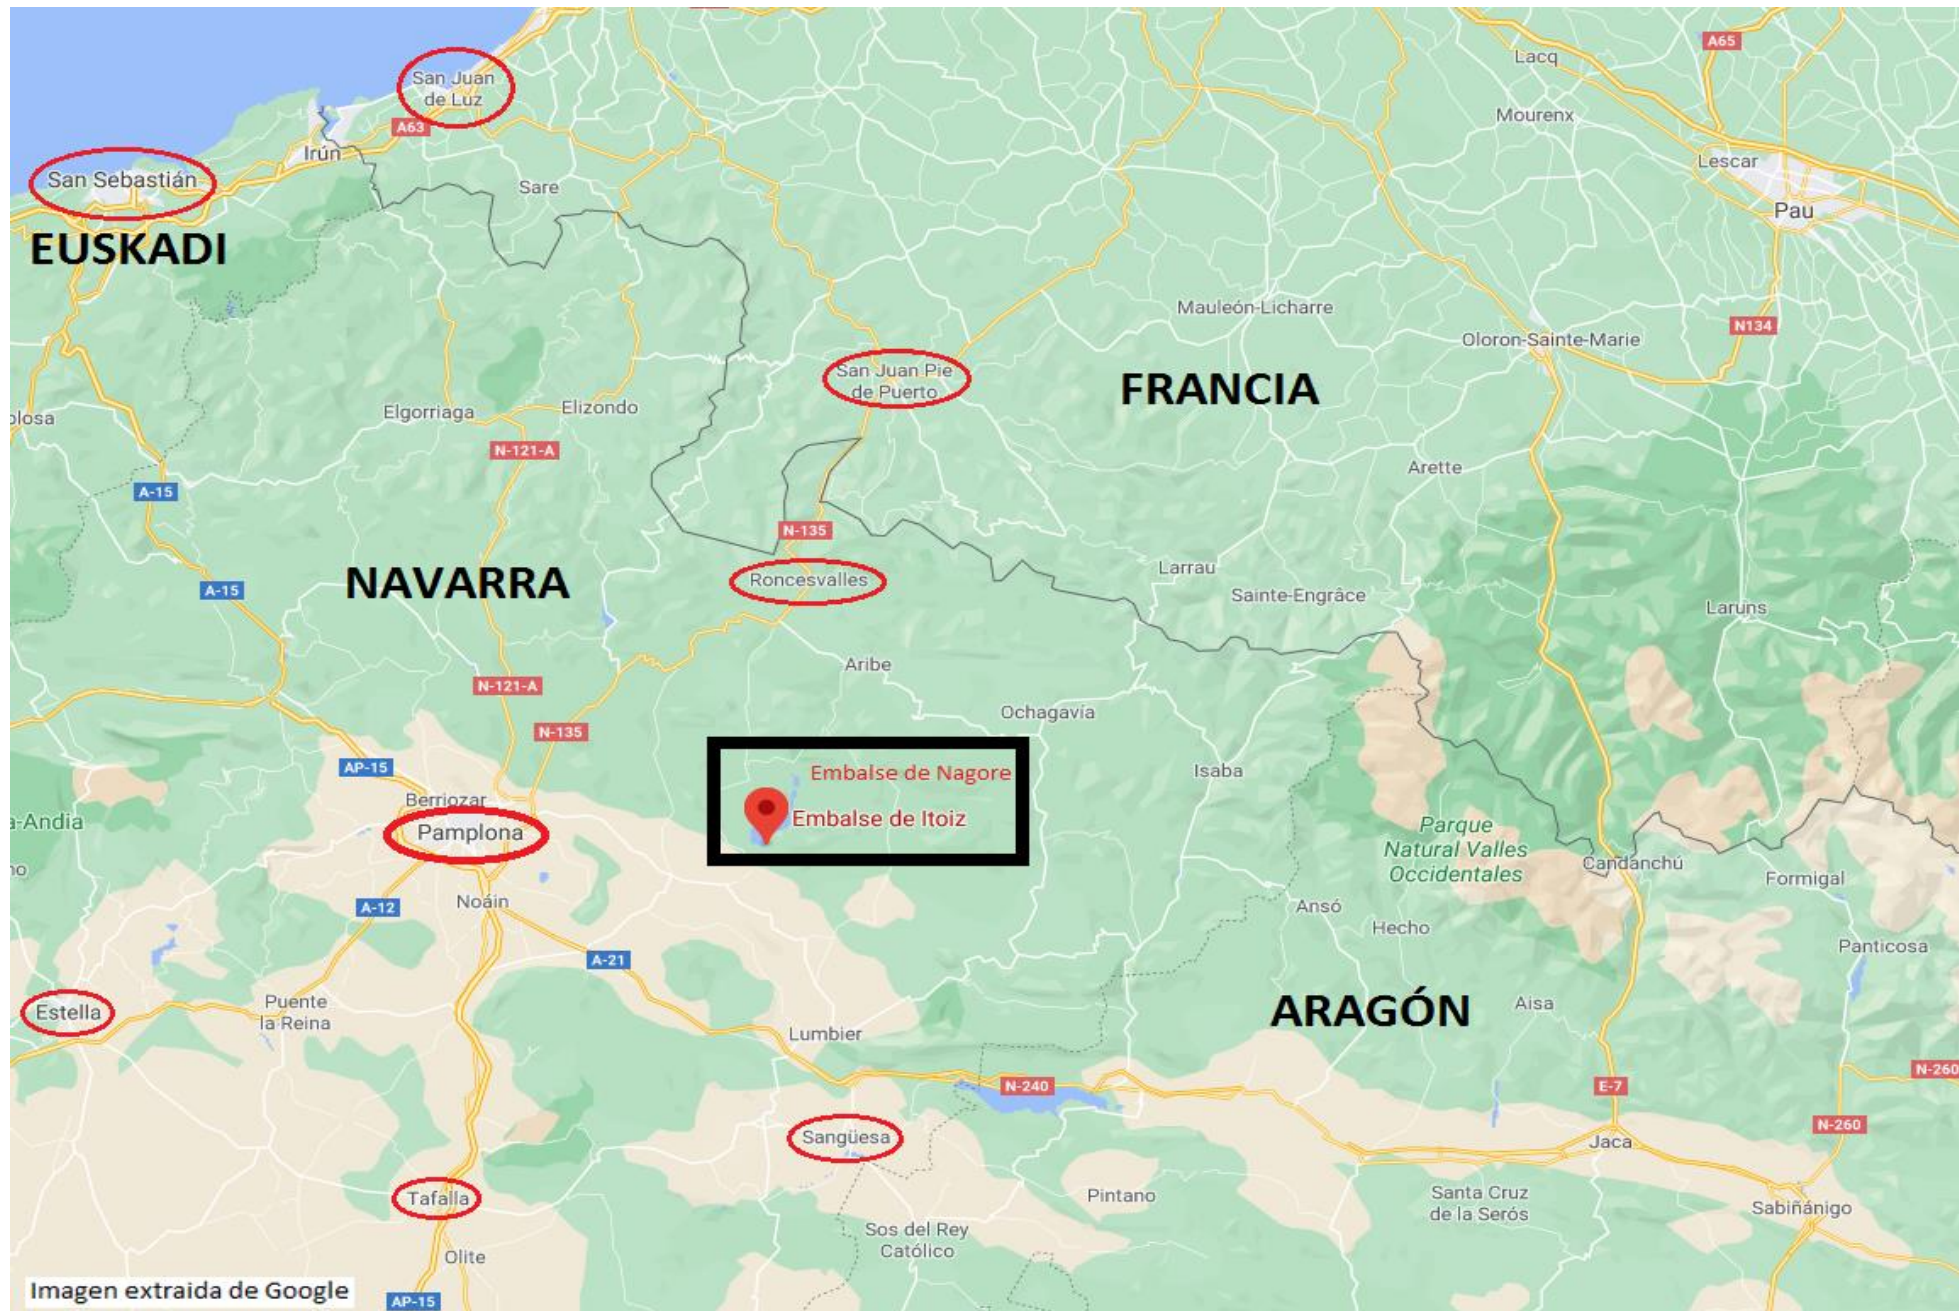 A65
Lacq
San Juan
de Luz
Mourenx
A63
Irún
Lescar
San Sebastián
Sare
Pau
EUSKADI
Mauleón-Licharre
N134
Oloron-Sainte-Marie
San Juan Pie
de Puerto
FRANCIA
Elgorriaga
Elizondo
olosa
N-121-A
Arette
A-15
N-135
Larrau
Roncesvalles
NAVARRA
A-15
Sainte-Engrâce
Laruns
Aribe
N-121-A
Ochagavía
N-135
AP-15
Embalse de Nagore
Isaba
Berriozar
Embalse de Itoiz
a-Andia
Pamplona
Parque
Natural Valles
Occidentales
Candanchú
no
Formigal
Noáin
A-12
Ansó
Hecho
Panticosa
A-21
Estella
Puente
la Reina
ARAGÓN
Aisa
Lumbier
N-260
N-240
E-7
N-260
Sangüesa
Jaca
Tafalla
Pintano
Santa Cruz
de la Serós
Sabiñánigo
Sos del Rey
Católico
Olite
Imagen extraida de Google
AP-15